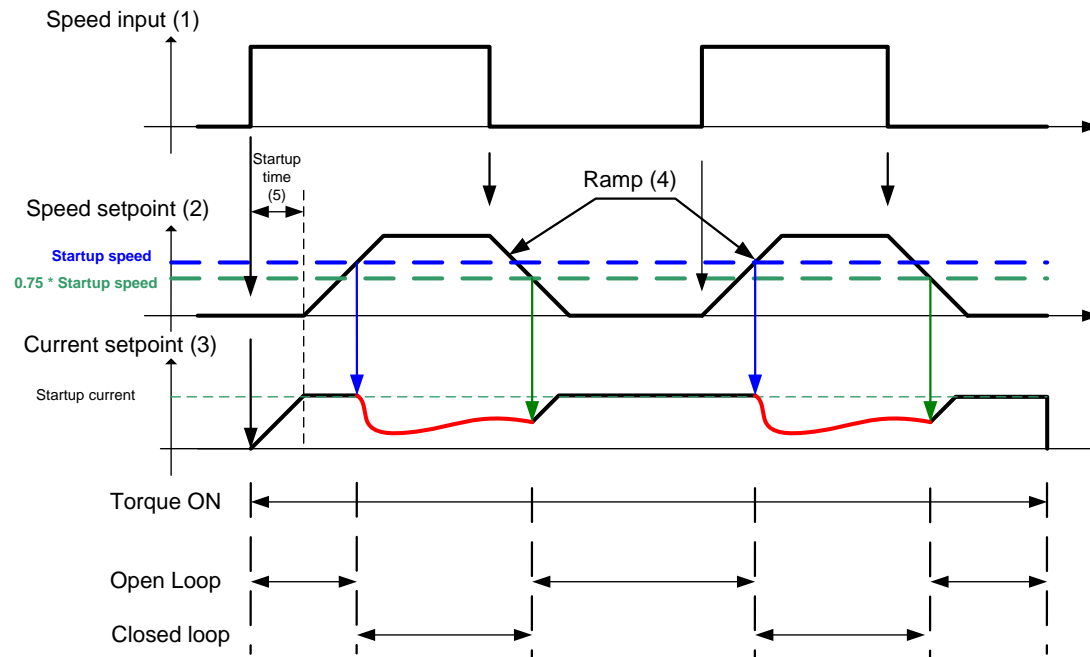 Speed input (1)
Startup
time
(5)
Ramp (4)
Speed setpoint (2)
Startup speed
0.75 * Startup speed
Current setpoint (3)
Startup current
Torque ON
Open Loop
Closed loop